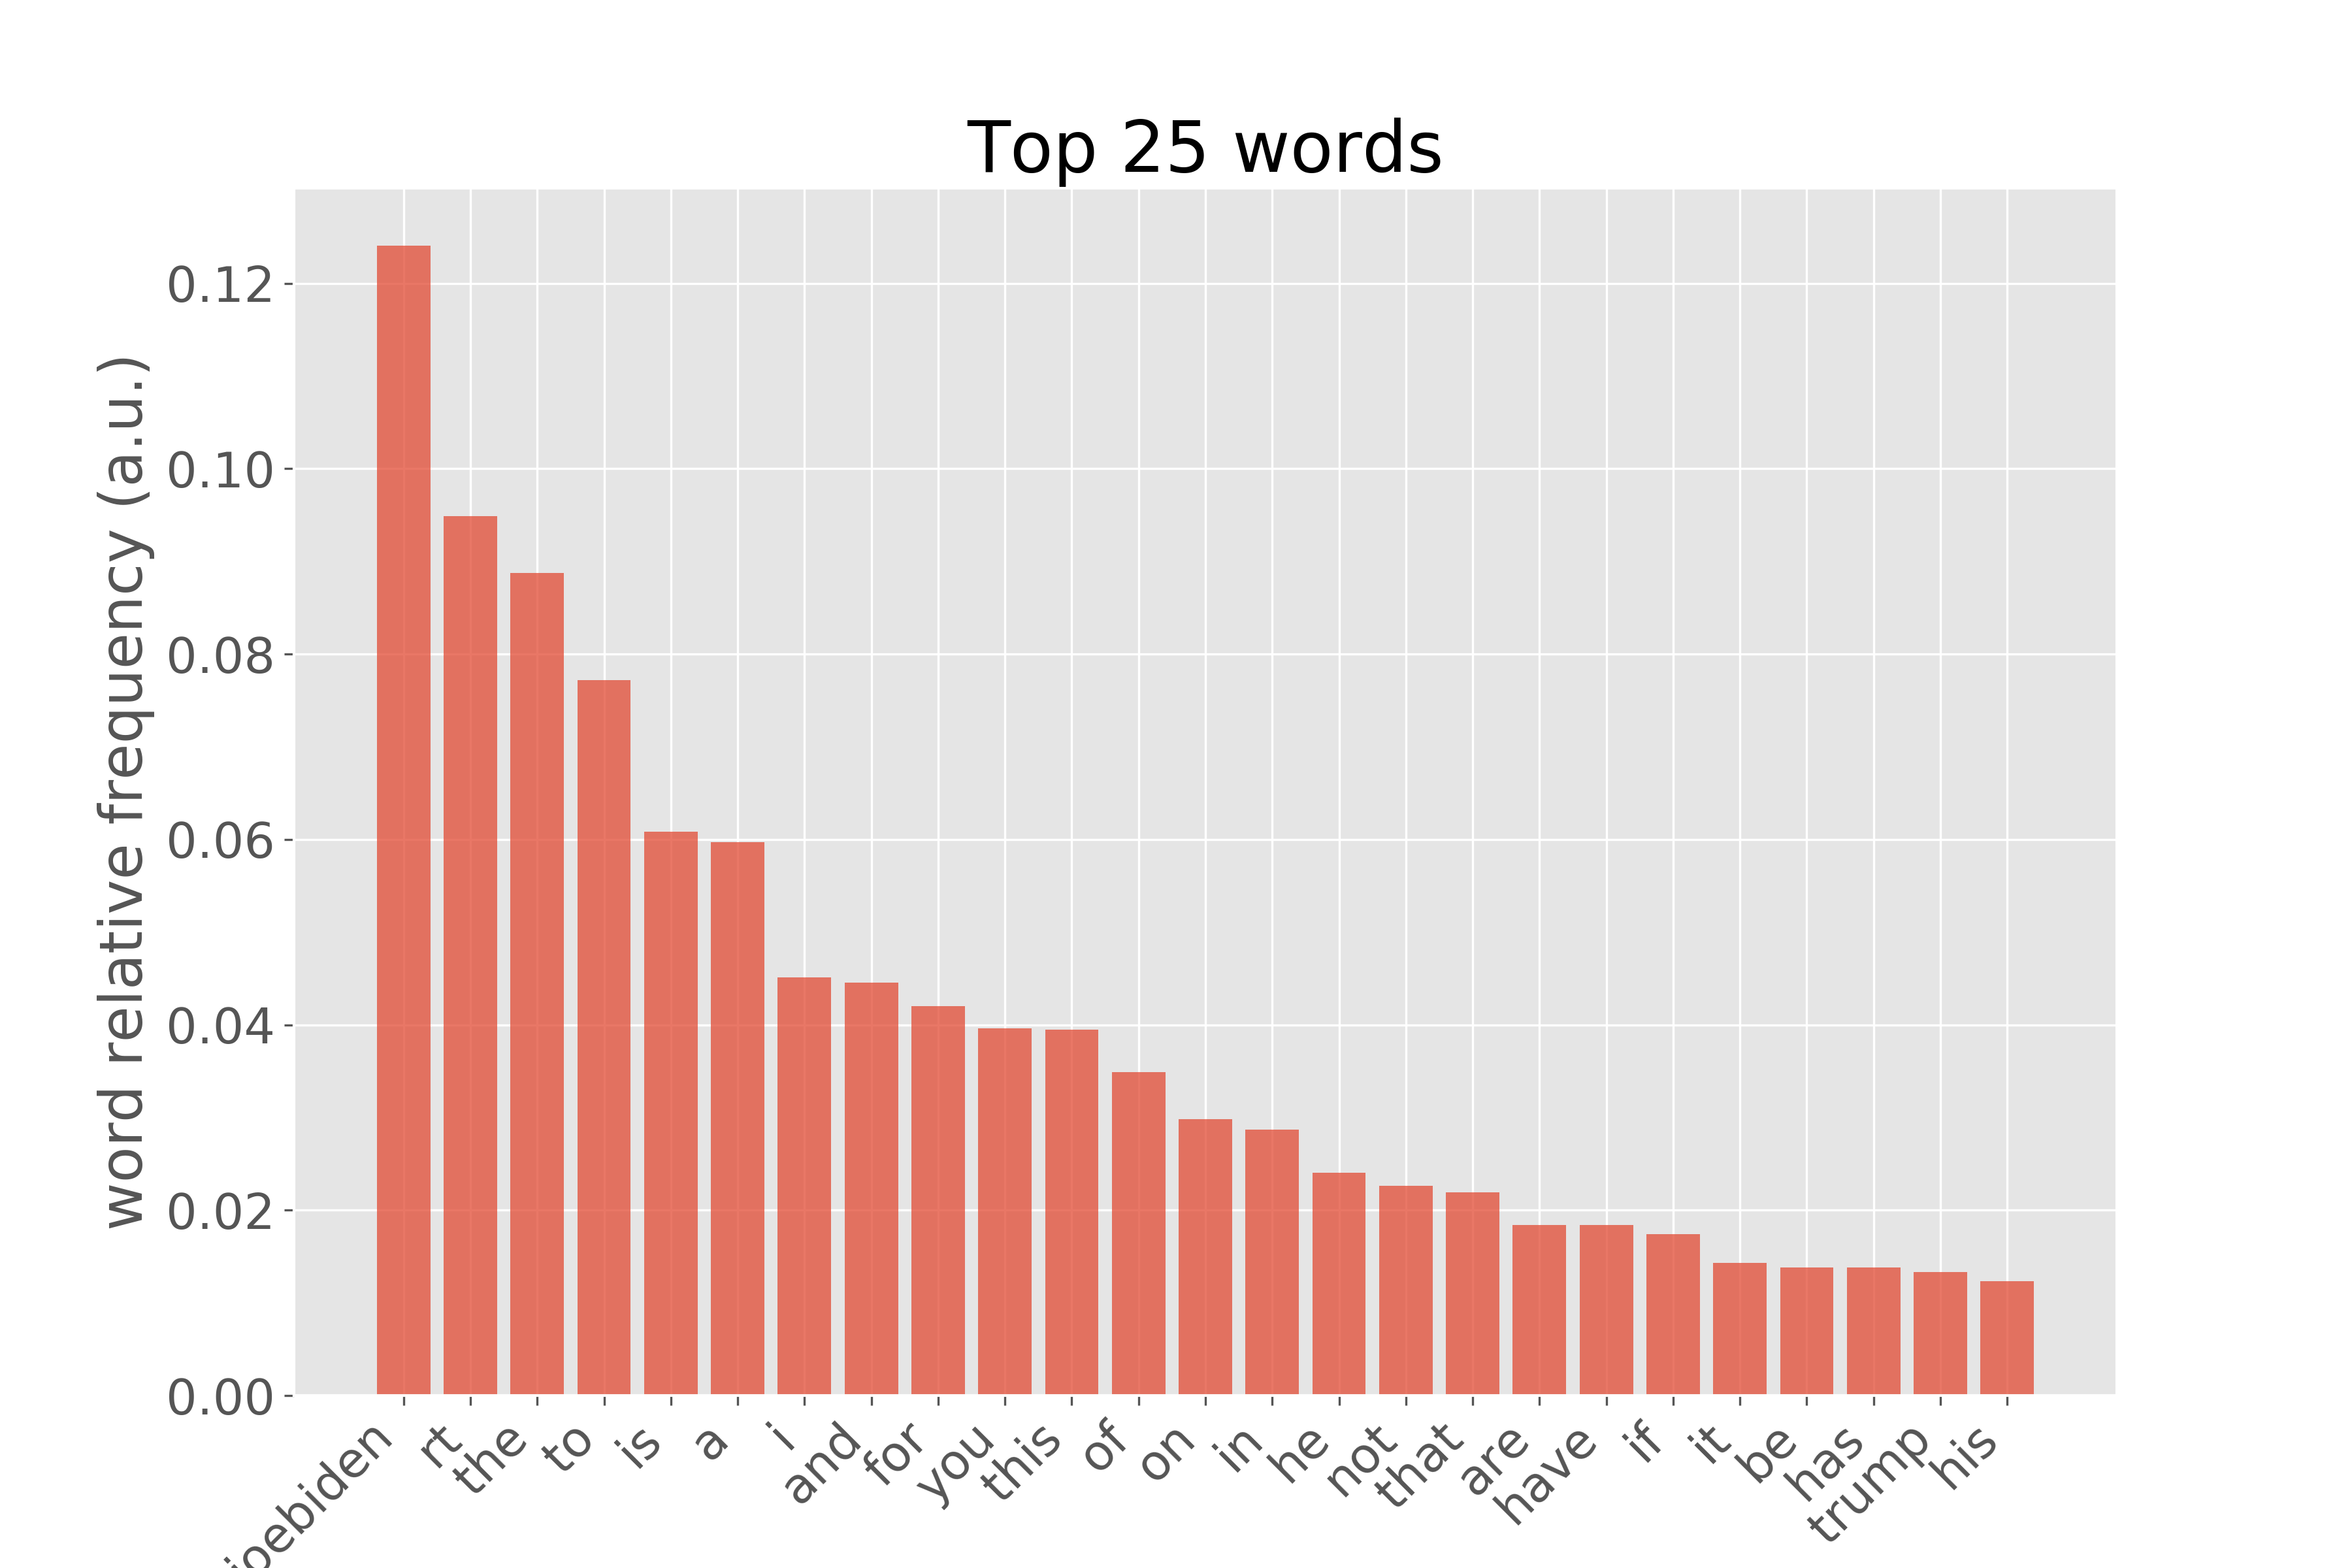 Top 25 words
word relative frequency (a.u.)
0.12
0.10
0.08
0.06
0.04
0.02
0.00
joebiden
rt
the
to
is
a
i
and
for
you
this
of
on
in
he
not
that
are
have
if
it
be
has
trump
his